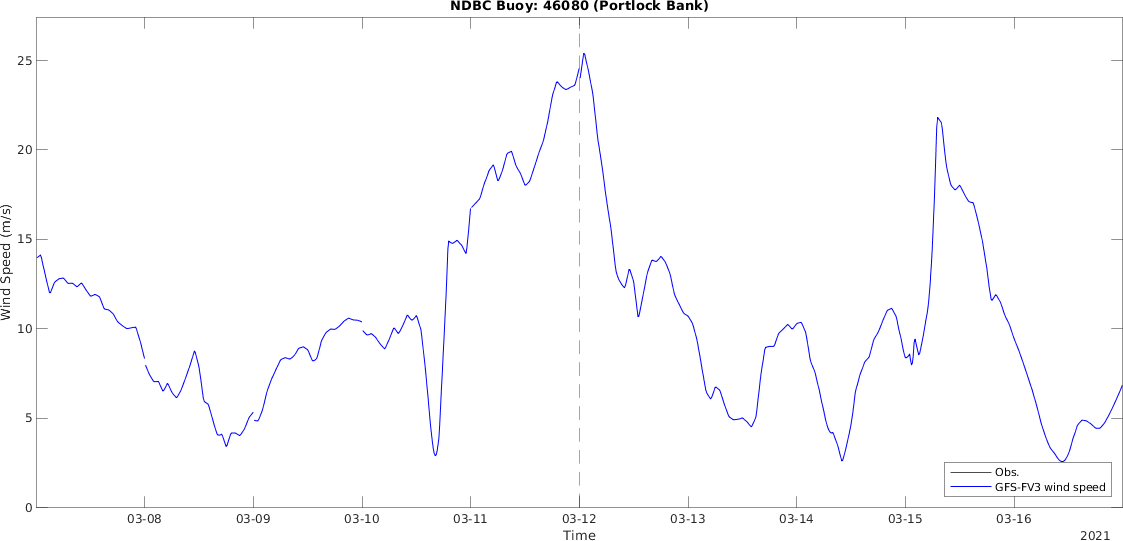 NDBC Buoy: 46080 (Portlock Bank)
25
20
15
10
5
0
Wind Speed (m/s)
03-08 03-09 03-10 03-11 03-12 03-13 03-14 03-15 03-16
Time
2021
Obs.
GFS-FV3 wind speed